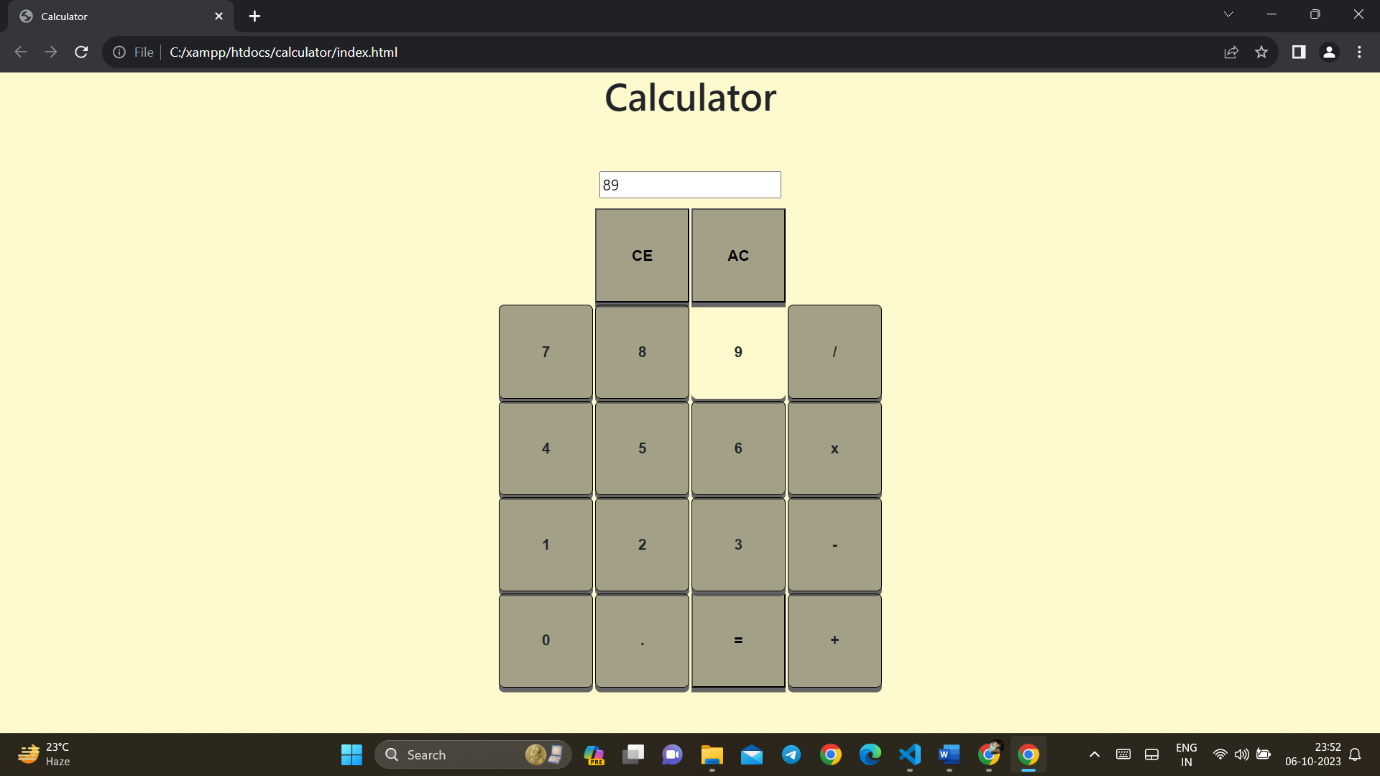 Calculator
File C:/xampp/htdocs/calculator/index.html
Calculator
89
CE AC
7 8 9 /
4 5 6 x
1 2 3 -
0 . = +
23°C
Haze
Search
PRE
ENG
IN
23:52
06-10-2023